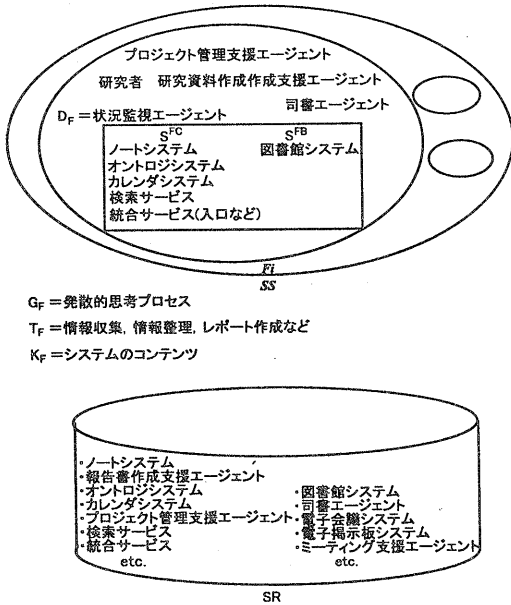 プロジェクト管理支援エージェント
研究者 研究資料作成作成支援エージェント
司書エージェント
D_F＝状況監視エージェント
S^FC S^FB
ノートシステム 図書館システム
オントロジシステム
カレンダシステム
検索サービス
統合サービス(入口など)
Fi
SS
G_F＝発散的思考プロセス
T_F＝情報収集, 情報整理, レポート作成など
K_F＝システムのコンテンツ
・ノートシステム
・報告書作成支援エージェント
・オントロジシステム
・カレンダシステム
・プロジェクト管理支援エージェント
・検索サービス
・統合サービス
etc.
・図書館システム
・司書エージェント
・電子会議システム
・電子掲示板システム
・ミーティング支援エージェント
etc.
SR